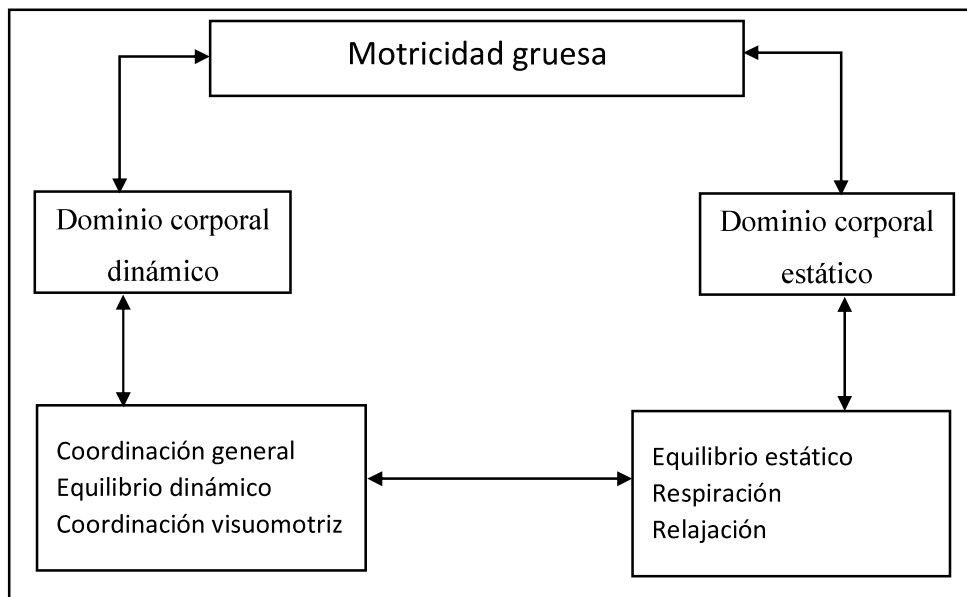 Motricidad gruesa
Dominio corporal
dinámico
Dominio corporal
estático
Coordinación general
Equilibrio dinámico
Coordinación visuomotriz
Equilibrio estático
Respiración
Relajación